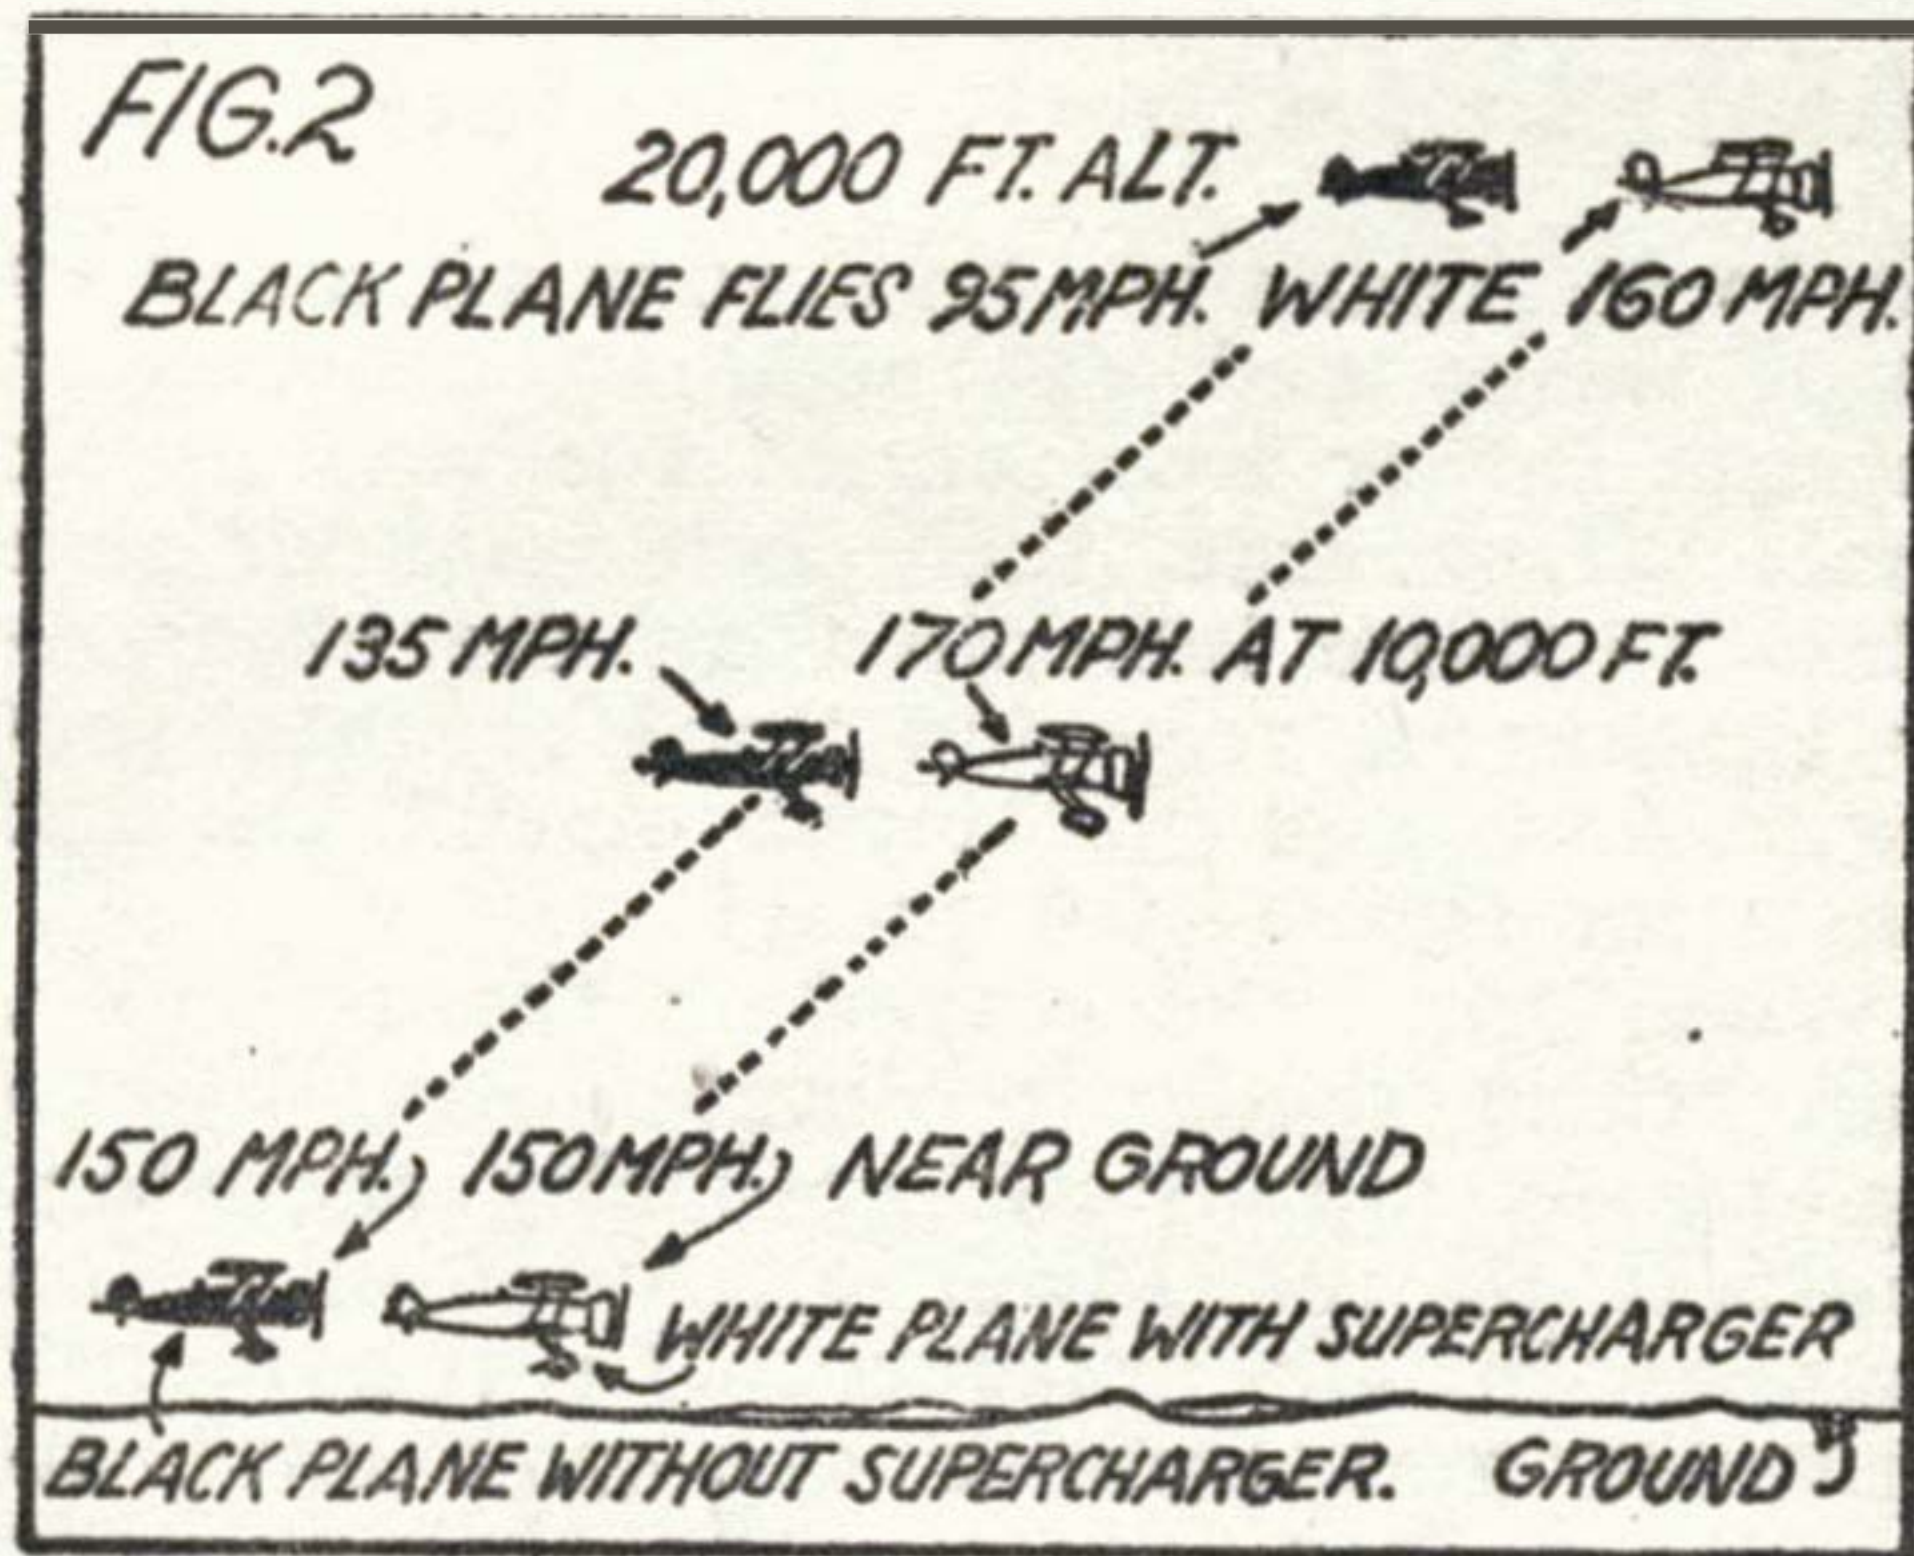 FIG.2
20,000 FT. ALT.
BLACK PLANE FLIES 95 MPH. WHITE 160 MPH.
135 MPH. 170 MPH. AT 10,000 FT.
150 MPH. 150 MPH. NEAR GROUND
WHITE PLANE WITH SUPERCHARGER
BLACK PLANE WITHOUT SUPERCHARGER. GROUND